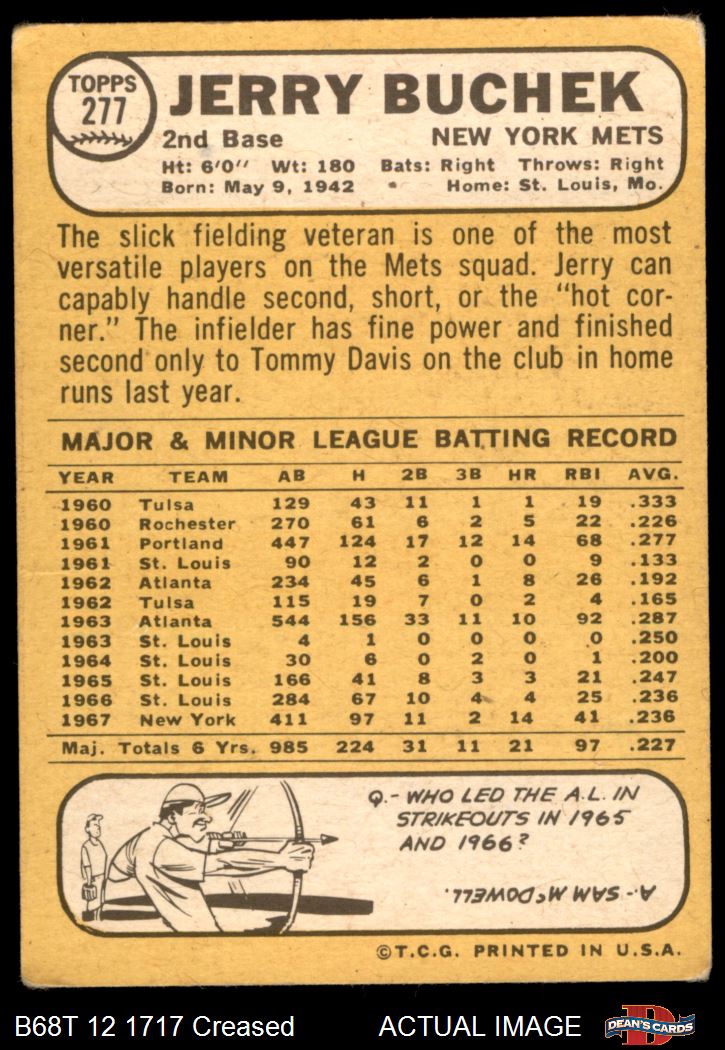 TOPPS
277
JERRY BUCHEK
2nd Base NEW YORK METS
Ht: 6'0" Wt: 180 Bats: Right Throws: Right
Born: May 9, 1942 Home: St. Louis, Mo.
The slick fielding veteran is one of the most
versatile players on the Mets squad. Jerry can
capably handle second, short, or the "hot cor-
ner." The infielder has fine power and finished
second only to Tommy Davis on the club in home
runs last year.
MAJOR & MINOR LEAGUE BATTING RECORD
YEAR TEAM AB H 2B 3B HR RBI AVG.
1960 Tulsa 129 43 11 1 1 19 .333
1960 Rochester 270 61 6 2 5 22 .226
1961 Portland 447 124 17 12 14 68 .277
1961 St. Louis 90 12 2 0 0 9 .133
1962 Atlanta 234 45 6 1 8 26 .192
1962 Tulsa 115 19 7 0 2 4 .165
1963 Atlanta 544 156 33 11 10 92 .287
1963 St. Louis 4 1 0 0 0 0 .250
1964 St. Louis 30 6 0 2 0 1 .200
1965 St. Louis 166 41 8 3 3 21 .247
1966 St. Louis 284 67 10 4 4 25 .236
1967 New York 411 97 11 2 14 41 .236
Maj. Totals 6 Yrs. 985 224 31 11 21 97 .227
Q.- WHO LED THE A.L. IN
STRIKEOUTS IN 1965
AND 1966?
A.- SAM McDOWELL.
©T.C.G. PRINTED IN U.S.A.
B68T 12 1717 Creased ACTUAL IMAGE
D
DEAN'S CARDS